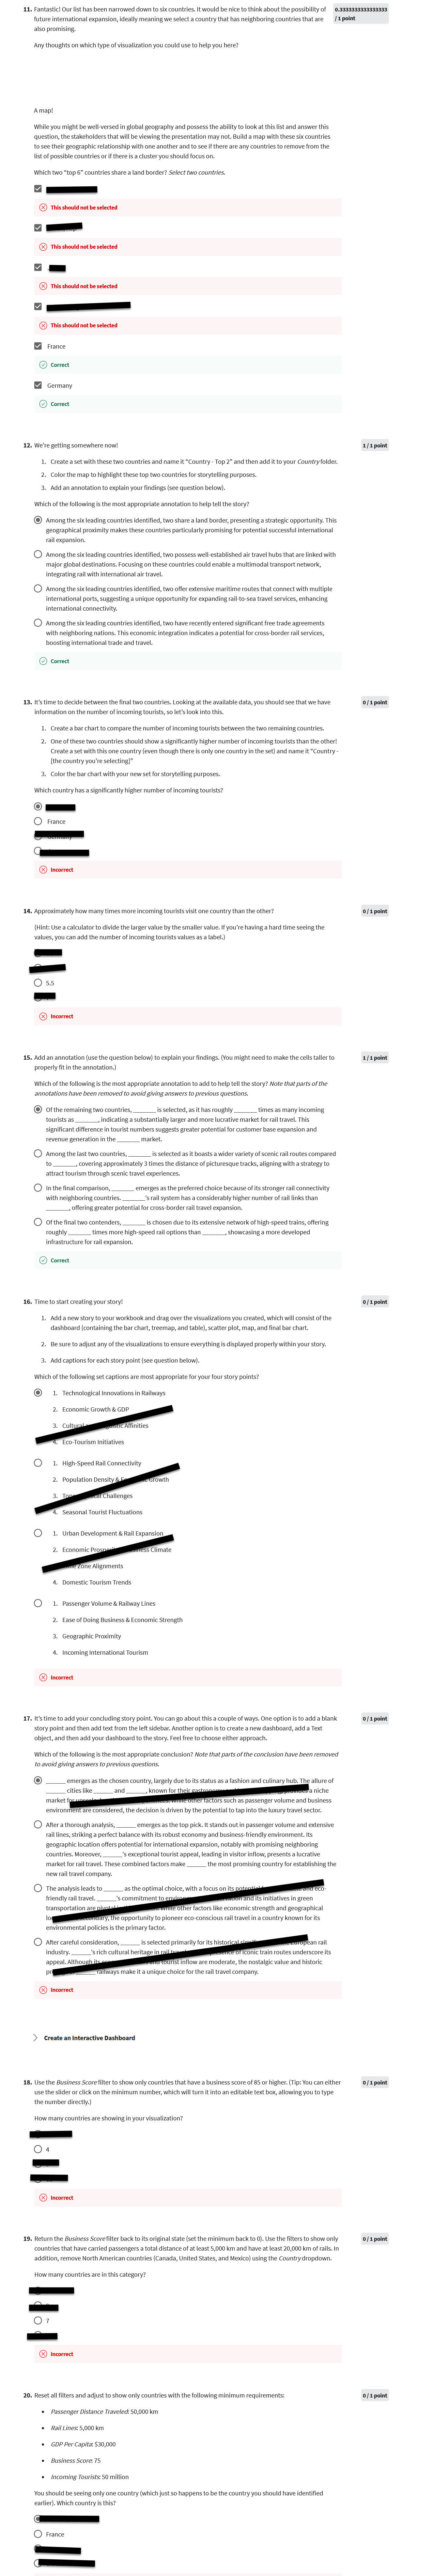 11. Fantastic! Our list has been narrowed down to six countries. It would be nice to think about the possibility of
0.3333333333333333
/ 1 point
future international expansion, ideally meaning we select a country that has neighboring countries that are
also promising.
Any thoughts on which type of visualization you could use to help you here?
A map!
While you might be well-versed in global geography and possess the ability to look at this list and answer this
question, the stakeholders that will be viewing the presentation may not. Build a map with these six countries
to see their geographic relationship with one another and to see if there are any countries to remove from the
list of possible countries or if there is a cluster you should focus on.
Which two "top 6" countries share a land border? Select two countries.
This should not be selected
This should not be selected
This should not be selected
This should not be selected
France
Correct
Germany
Correct
12. We're getting somewhere now!
1 / 1 point
1. Create a set with these two countries and name it "Country - Top 2" and then add it to your Country folder.
2. Color the map to highlight these top two countries for storytelling purposes.
3. Add an annotation to explain your findings (see question below).
Which of the following is the most appropriate annotation to help tell the story?
Among the six leading countries identified, two share a land border, presenting a strategic opportunity. This
geographical proximity makes these countries particularly promising for potential successful international
rail expansion.
Among the six leading countries identified, two possess well-established air travel hubs that are linked with
major global destinations. Focusing on these countries could enable a multimodal transport network,
integrating rail with international air travel.
Among the six leading countries identified, two offer extensive maritime routes that connect with multiple
international ports, suggesting a unique opportunity for expanding rail-to-sea travel services, enhancing
international connectivity.
Among the six leading countries identified, two have recently entered significant free trade agreements
with neighboring nations. This economic integration indicates a potential for cross-border rail services,
boosting international trade and travel.
Correct
13. It's time to decide between the final two countries. Looking at the available data, you should see that we have
0 / 1 point
information on the number of incoming tourists, so let's look into this.
1. Create a bar chart to compare the number of incoming tourists between the two remaining countries.
2. One of these two countries should show a significantly higher number of incoming tourists than the other!
Create a set with this one country (even though there is only one country in the set) and name it "Country -
[the country you're selecting]"
3. Color the bar chart with your new set for storytelling purposes.
Which country has a significantly higher number of incoming tourists?
France
Incorrect
14. Approximately how many times more incoming tourists visit one country than the other?
0 / 1 point
(Hint: Use a calculator to divide the larger value by the smaller value. If you're having a hard time seeing the
values, you can add the number of incoming tourists values as a label.)
5.5
Incorrect
15. Add an annotation (use the question below) to explain your findings. (You might need to make the cells taller to
1 / 1 point
properly fit in the annotation.)
Which of the following is the most appropriate annotation to add to help tell the story? Note that parts of the
annotations have been removed to avoid giving answers to previous questions.
Of the remaining two countries, _______ is selected, as it has roughly _______ times as many incoming
tourists as _______, indicating a substantially larger and more lucrative market for rail travel. This
significant difference in tourist numbers suggests greater potential for customer base expansion and
revenue generation in the _______ market.
Among the last two countries, _______ is selected as it boasts a wider variety of scenic rail routes compared
to _______, covering approximately 3 times the distance of picturesque tracks, aligning with a strategy to
attract tourism through scenic travel experiences.
In the final comparison, _______ emerges as the preferred choice because of its stronger rail connectivity
with neighboring countries. _______'s rail system has a considerably higher number of rail links than
_______, offering greater potential for cross-border rail travel expansion.
Of the final two contenders, _______ is chosen due to its extensive network of high-speed trains, offering
roughly _______ times more high-speed rail options than _______, showcasing a more developed
infrastructure for rail expansion.
Correct
16. Time to start creating your story!
0 / 1 point
1. Add a new story to your workbook and drag over the visualizations you created, which will consist of the
dashboard (containing the bar chart, treemap, and table), scatter plot, map, and final bar chart.
2. Be sure to adjust any of the visualizations to ensure everything is displayed properly within your story.
3. Add captions for each story point (see question below).
Which of the following set captions are most appropriate for your four story points?
1. Technological Innovations in Railways
2. Economic Growth & GDP
3. Cultural Affinities
4. Eco-Tourism Initiatives
1. High-Speed Rail Connectivity
2. Population Density & Growth
3. Challenges
4. Seasonal Tourist Fluctuations
1. Urban Development & Rail Expansion
2. Economic Climate
Zone Alignments
4. Domestic Tourism Trends
1. Passenger Volume & Railway Lines
2. Ease of Doing Business & Economic Strength
3. Geographic Proximity
4. Incoming International Tourism
Incorrect
17. It's time to add your concluding story point. You can go about this a couple of ways. One option is to add a blank
0 / 1 point
story point and then add text from the left sidebar. Another option is to create a new dashboard, add a Text
object, and then add your dashboard to the story. Feel free to choose either approach.
Which of the following is the most appropriate conclusion? Note that parts of the conclusion have been removed
to avoid giving answers to previous questions.
______ emerges as the chosen country, largely due to its status as a fashion and culinary hub. The allure of
______ cities like ______ and ______, known for their a niche
market for other factors such as passenger volume and business
environment are considered, the decision is driven by the potential to tap into the luxury travel sector.
After a thorough analysis, ______ emerges as the top pick. It stands out in passenger volume and extensive
rail lines, striking a perfect balance with its robust economy and business-friendly environment. Its
geographic location offers potential for international expansion, notably with promising neighboring
countries. Moreover, ______'s exceptional tourist appeal, leading in visitor inflow, presents a lucrative
market for rail travel. These combined factors make ______ the most promising country for establishing the
new rail travel company.
The analysis leads to ______ as the optimal choice, with a focus on its eco-
friendly rail travel. ______'s commitment to and its initiatives in green
transportation are other factors like economic strength and geographical
the opportunity to pioneer eco-conscious rail travel in a country known for its
environmental policies is the primary factor.
After careful consideration, ______ is selected primarily for its historical rail
industry. ______'s rich cultural heritage in rail of iconic train routes underscore its
appeal. Although its tourist inflow are moderate, the nostalgic value and historic
railways make it a unique choice for the rail travel company.
Incorrect
Create an Interactive Dashboard
18. Use the Business Score filter to show only countries that have a business score of 85 or higher. (Tip: You can either
0 / 1 point
use the slider or click on the minimum number, which will turn it into an editable text box, allowing you to type
the number directly.)
How many countries are showing in your visualization?
4
Incorrect
19. Return the Business Score filter back to its original state (set the minimum back to 0). Use the filters to show only
0 / 1 point
countries that have carried passengers a total distance of at least 5,000 km and have at least 20,000 km of rails. In
addition, remove North American countries (Canada, United States, and Mexico) using the Country dropdown.
How many countries are in this category?
7
Incorrect
20. Reset all filters and adjust to show only countries with the following minimum requirements:
0 / 1 point
Passenger Distance Traveled: 50,000 km
Rail Lines: 5,000 km
GDP Per Capita: $30,000
Business Score: 75
Incoming Tourists: 50 million
You should be seeing only one country (which just so happens to be the country you should have identified
earlier). Which country is this?
France